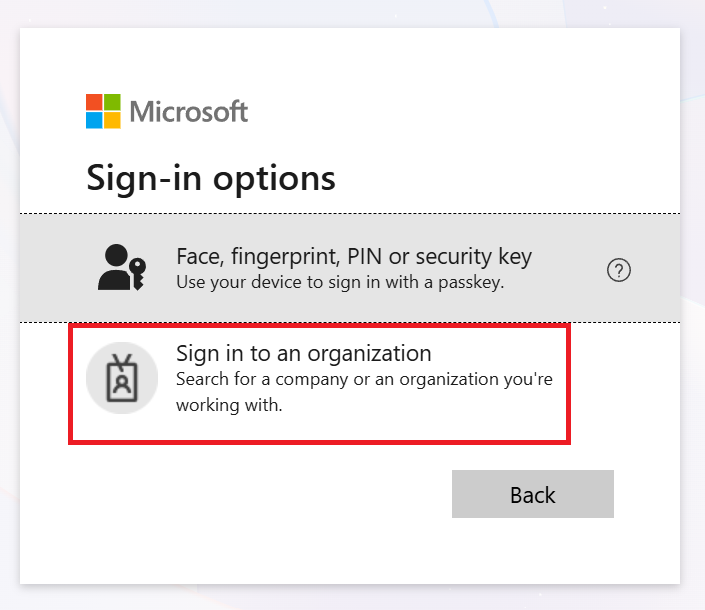 Microsoft
Sign-in options
Face, fingerprint, PIN or security key
Use your device to sign in with a passkey.
?
Sign in to an organization
Search for a company or an organization you're
working with.
Back